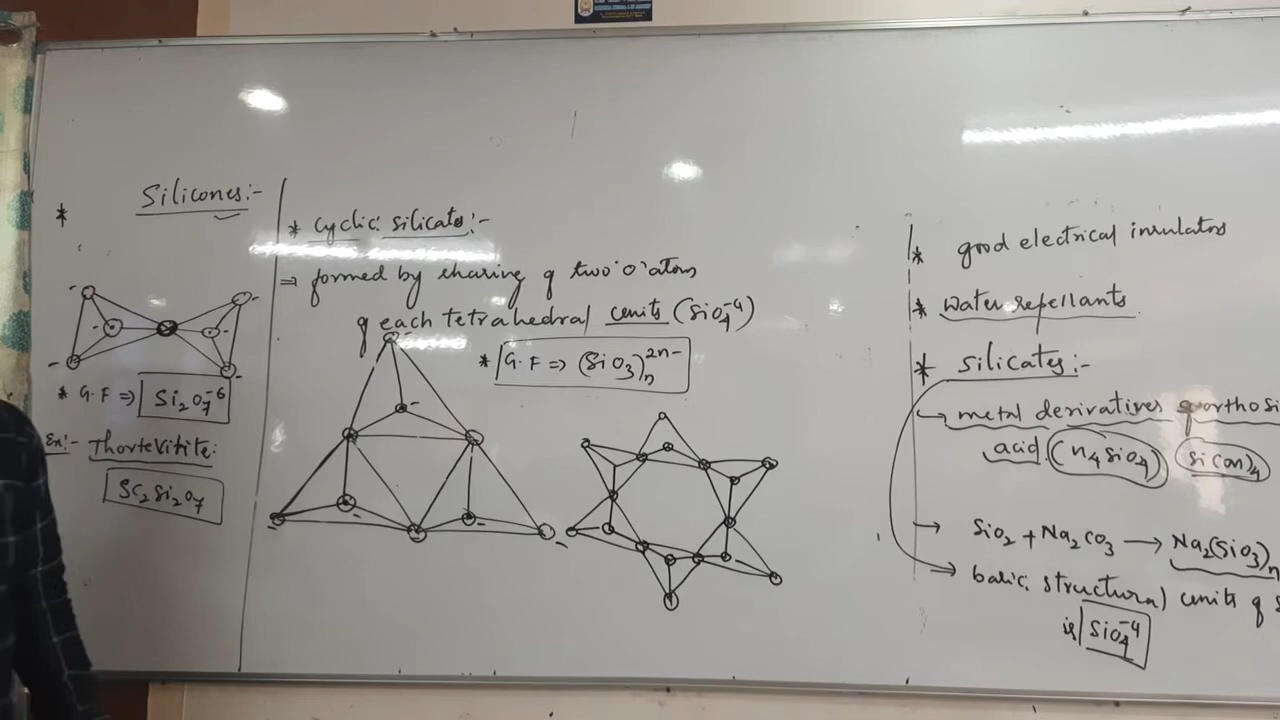 * Silicones:-
* G.F ⇒ Si2O7^-6
Ex:- ThorteVitite:
Sc2Si2O7
* Cyclic silicates:-
⇒ formed by sharing of two 'O' atoms
of each tetrahedral units (SiO4^-4)
* G.F ⇒ (SiO3)n^2n-
* good electrical insulators
* water repellants
* silicates:-
→ metal derivatives of orthosi
acid (H4SiO4) Si(OH)4
→ SiO2 + Na2CO3 → Na2(SiO3)n
→ basic structural units of s
is SiO4^-4